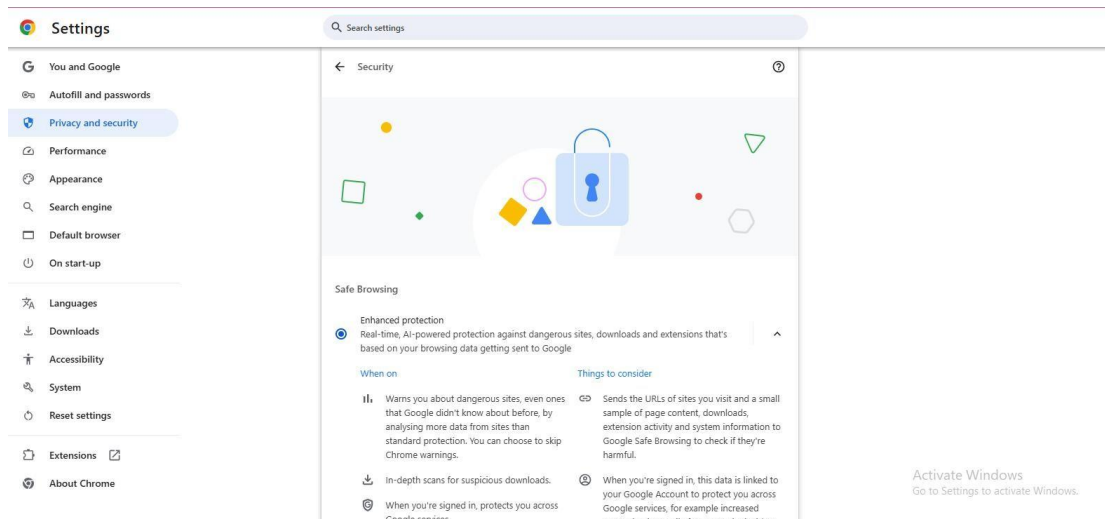 Settings
Search settings
You and Google
Autofill and passwords
Privacy and security
Performance
Appearance
Search engine
Default browser
On start-up
Languages
Downloads
Accessibility
System
Reset settings
Extensions
About Chrome
Security
Safe Browsing
Enhanced protection
Real-time, AI-powered protection against dangerous sites, downloads and extensions that's
based on your browsing data getting sent to Google
When on
Warns you about dangerous sites, even ones
that Google didn't know about before, by
analysing more data from sites than
standard protection. You can choose to skip
Chrome warnings.
In-depth scans for suspicious downloads.
When you're signed in, protects you across
Google services.
Things to consider
Sends the URLs of sites you visit and a small
sample of page content, downloads,
extension activity and system information to
Google Safe Browsing to check if they're
harmful.
When you're signed in, this data is linked to
your Google Account to protect you across
Google services, for example increased
Activate Windows
Go to Settings to activate Windows.